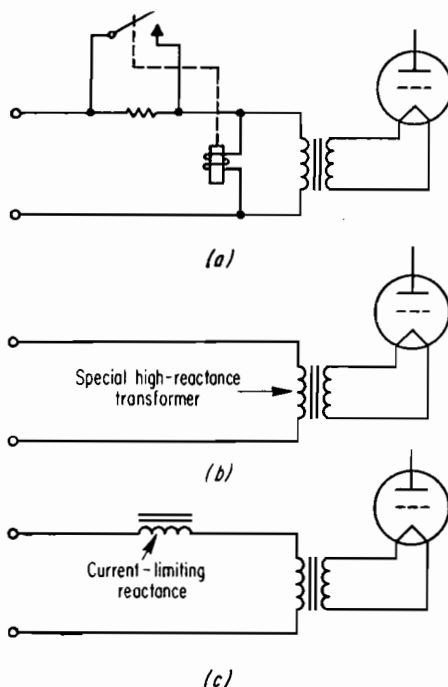 (a)
Special high-reactance
transformer
(b)
Current-limiting
reactance
(c)